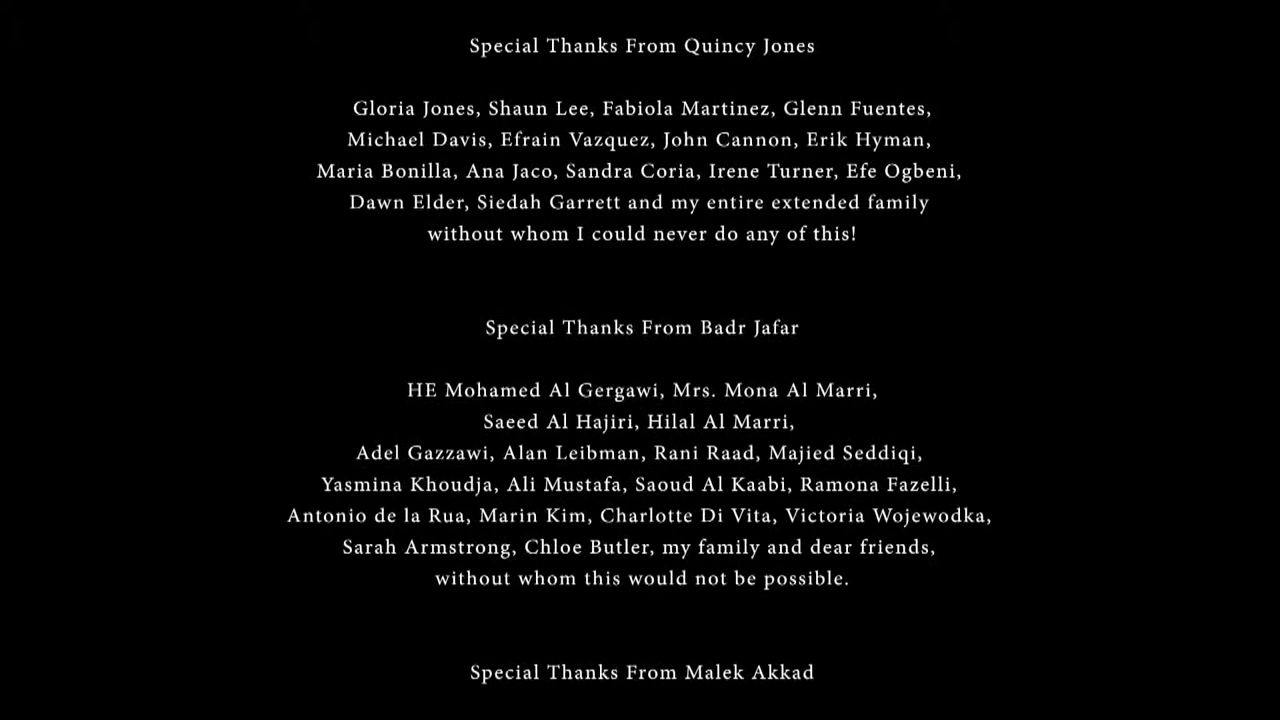 Special Thanks From Quincy Jones
Gloria Jones, Shaun Lee, Fabiola Martinez, Glenn Fuentes,
Michael Davis, Efrain Vazquez, John Cannon, Erik Hyman,
Maria Bonilla, Ana Jaco, Sandra Coria, Irene Turner, Efe Ogbeni,
Dawn Elder, Siedah Garrett and my entire extended family
without whom I could never do any of this!
Special Thanks From Badr Jafar
HE Mohamed Al Gergawi, Mrs. Mona Al Marri,
Saeed Al Hajiri, Hilal Al Marri,
Adel Gazzawi, Alan Leibman, Rani Raad, Majied Seddiqi,
Yasmina Khoudja, Ali Mustafa, Saoud Al Kaabi, Ramona Fazelli,
Antonio de la Rua, Marin Kim, Charlotte Di Vita, Victoria Wojewodka,
Sarah Armstrong, Chloe Butler, my family and dear friends,
without whom this would not be possible.
Special Thanks From Malek Akkad